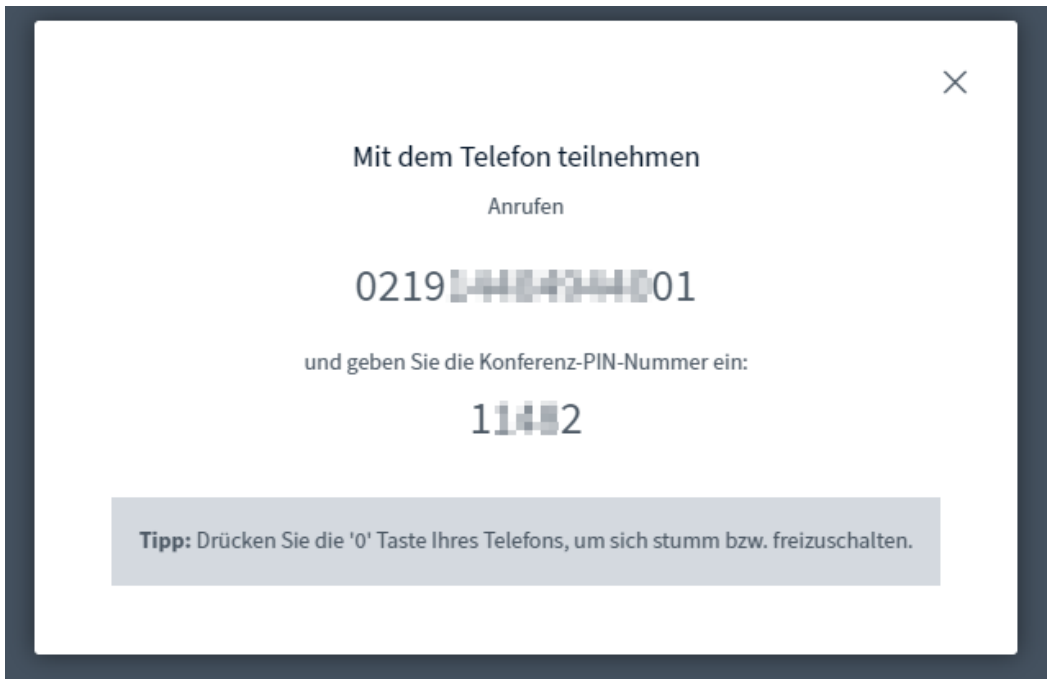 Mit dem Telefon teilnehmen
Anrufen
0219 01
und geben Sie die Konferenz-PIN-Nummer ein:
1 2
Tipp: Drücken Sie die '0' Taste Ihres Telefons, um sich stumm bzw. freizuschalten.